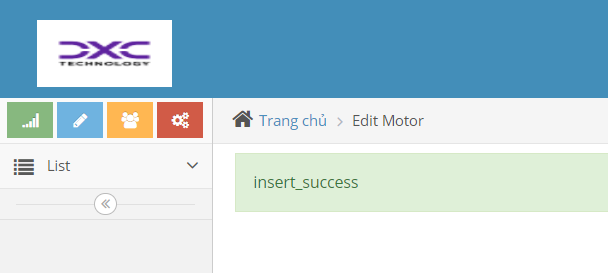 DXC
TECHNOLOGY
Trang chủ > Edit Motor
List
insert_success